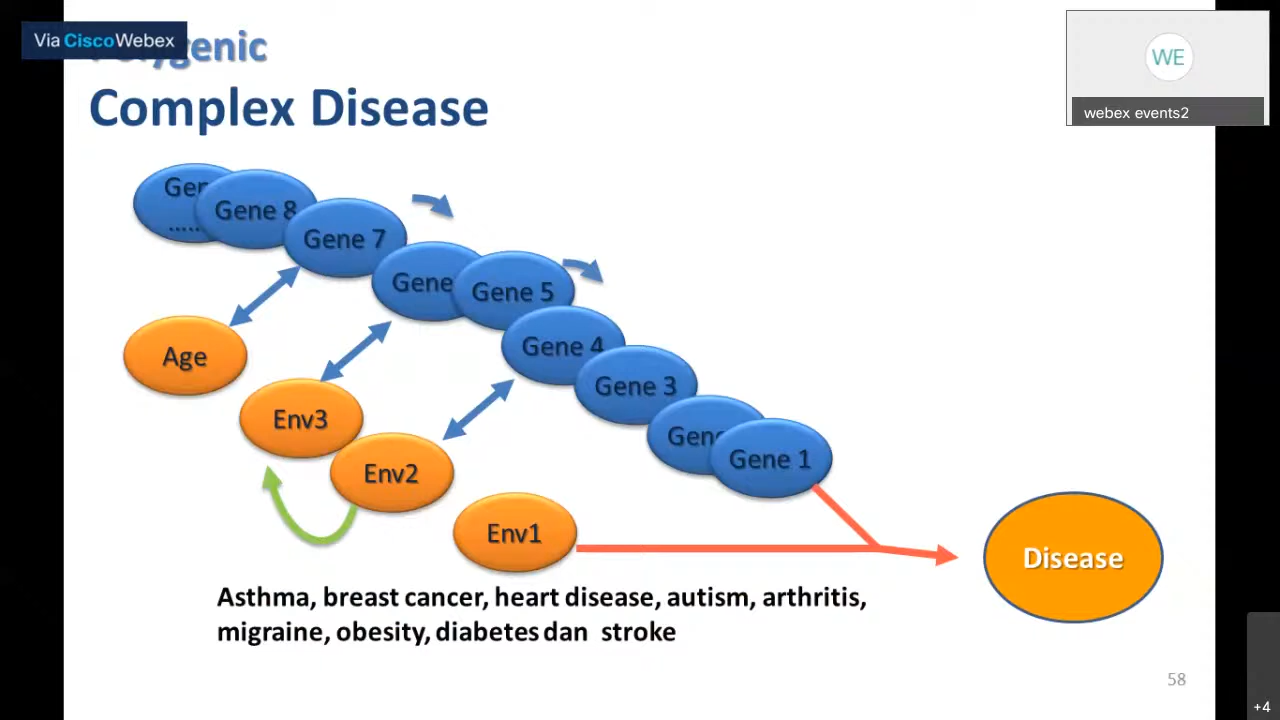 Via CiscoWebex
Complex Disease
WE
webex events2
Gene 8
.....
Gene 7
Gene
Gene 5
Gene 4
Gene 3
Gene 1
Age
Env3
Env2
Env1
Disease
Asthma, breast cancer, heart disease, autism, arthritis,
migraine, obesity, diabetes dan stroke
58
+4